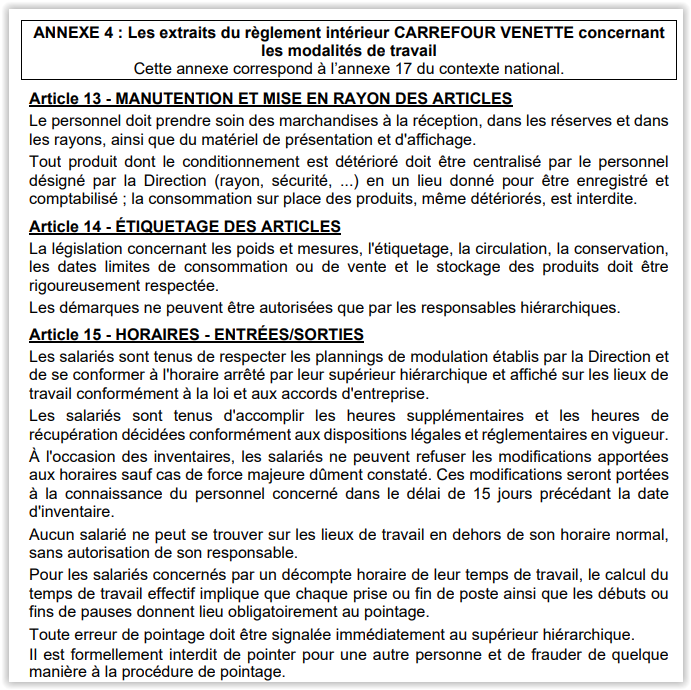 ANNEXE 4 : Les extraits du règlement intérieur CARREFOUR VENETTE concernant
les modalités de travail
Cette annexe correspond à l'annexe 17 du contexte national.
Article 13 - MANUTENTION ET MISE EN RAYON DES ARTICLES
Le personnel doit prendre soin des marchandises à la réception, dans les réserves et dans
les rayons, ainsi que du matériel de présentation et d'affichage.
Tout produit dont le conditionnement est détérioré doit être centralisé par le personnel
désigné par la Direction (rayon, sécurité, ...) en un lieu donné pour être enregistré et
comptabilisé ; la consommation sur place des produits, même détériorés, est interdite.
Article 14 - ÉTIQUETAGE DES ARTICLES
La législation concernant les poids et mesures, l'étiquetage, la circulation, la conservation,
les dates limites de consommation ou de vente et le stockage des produits doit être
rigoureusement respectée.
Les démarques ne peuvent être autorisées que par les responsables hiérarchiques.
Article 15 - HORAIRES - ENTRÉES/SORTIES
Les salariés sont tenus de respecter les plannings de modulation établis par la Direction et
de se conformer à l'horaire arrêté par leur supérieur hiérarchique et affiché sur les lieux de
travail conformément à la loi et aux accords d'entreprise.
Les salariés sont tenus d'accomplir les heures supplémentaires et les heures de
récupération décidées conformément aux dispositions légales et réglementaires en vigueur.
À l'occasion des inventaires, les salariés ne peuvent refuser les modifications apportées
aux horaires sauf cas de force majeure dûment constaté. Ces modifications seront portées
à la connaissance du personnel concerné dans le délai de 15 jours précédant la date
d'inventaire.
Aucun salarié ne peut se trouver sur les lieux de travail en dehors de son horaire normal,
sans autorisation de son responsable.
Pour les salariés concernés par un décompte horaire de leur temps de travail, le calcul du
temps de travail effectif implique que chaque prise ou fin de poste ainsi que les débuts ou
fins de pauses donnent lieu obligatoirement au pointage.
Toute erreur de pointage doit être signalée immédiatement au supérieur hiérarchique.
Il est formellement interdit de pointer pour une autre personne et de frauder de quelque
manière à la procédure de pointage.